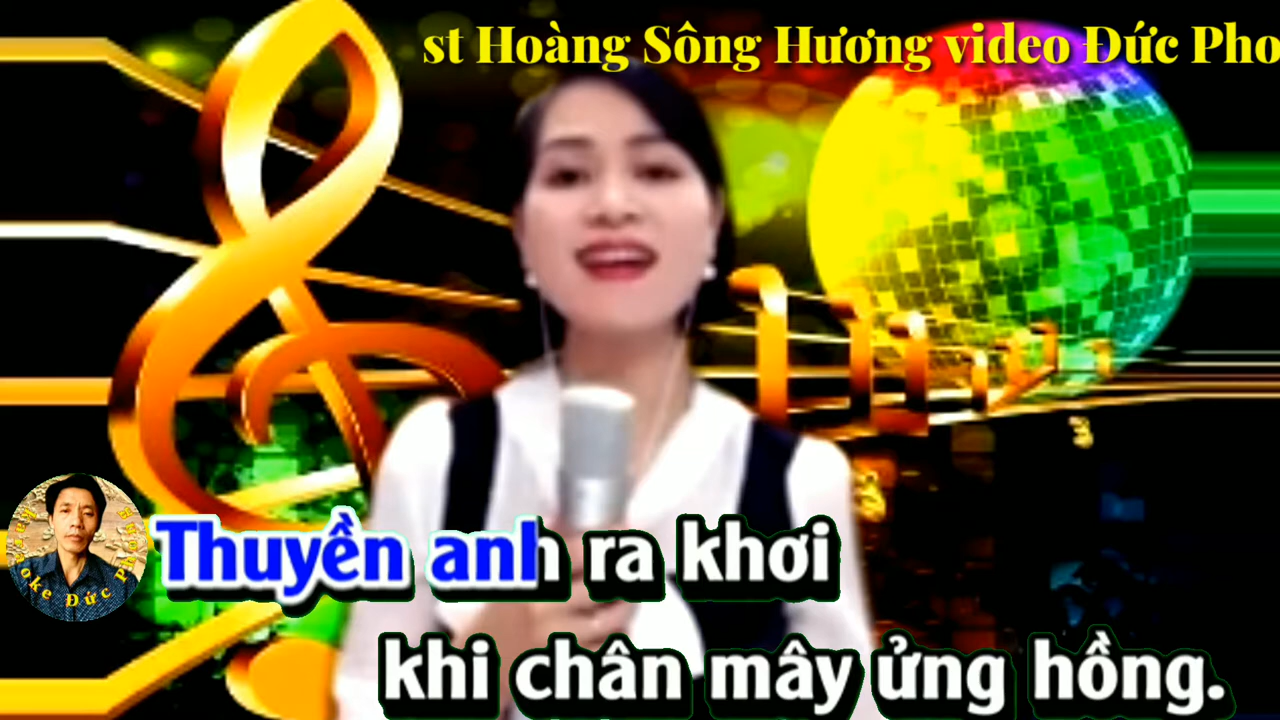 st Hoàng Sông Hương video Đức Pho
Thuyền anh ra khơi
khi chân mây ửng hồng.